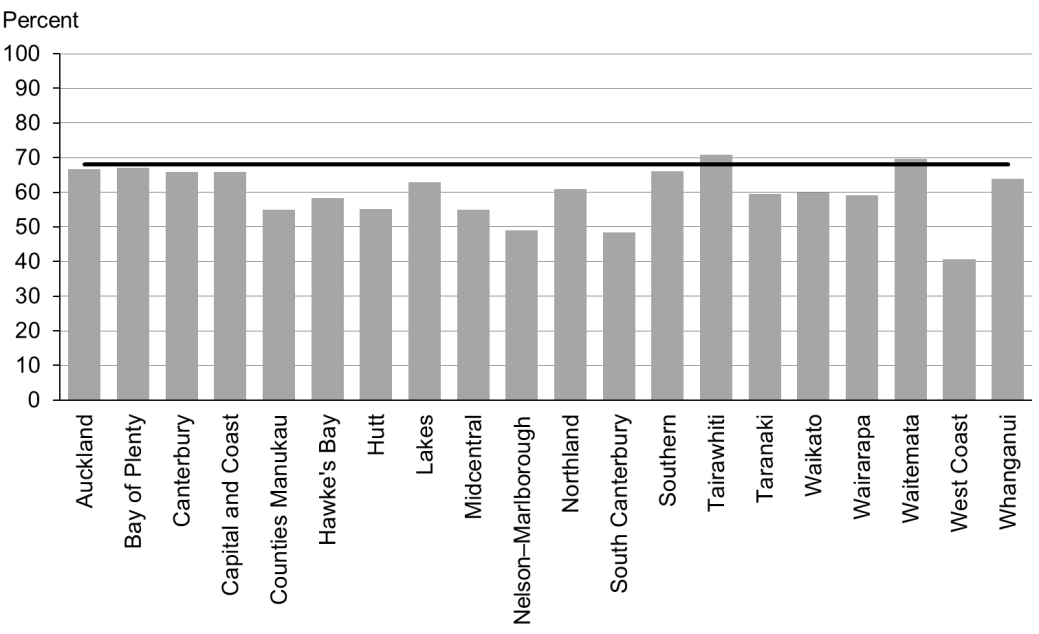 Percent
100
90
80
70
60
50
40
30
20
10
0
Auckland
Bay of Plenty
Canterbury
Capital and Coast
Counties Manukau
Hawke's Bay
Hutt
Lakes
Midcentral
Nelson–Marlborough
Northland
South Canterbury
Southern
Tairawhiti
Taranaki
Waikato
Wairarapa
Waitemata
West Coast
Whanganui